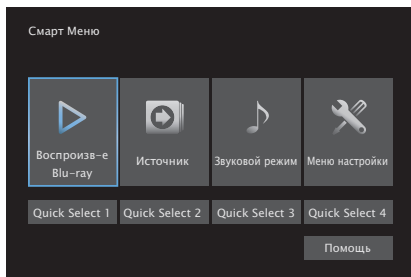 Смарт Меню
Воспроизв-е
Blu-ray
Источник
Звуковой режим
Меню настройки
Quick Select 1
Quick Select 2
Quick Select 3
Quick Select 4
Помощь